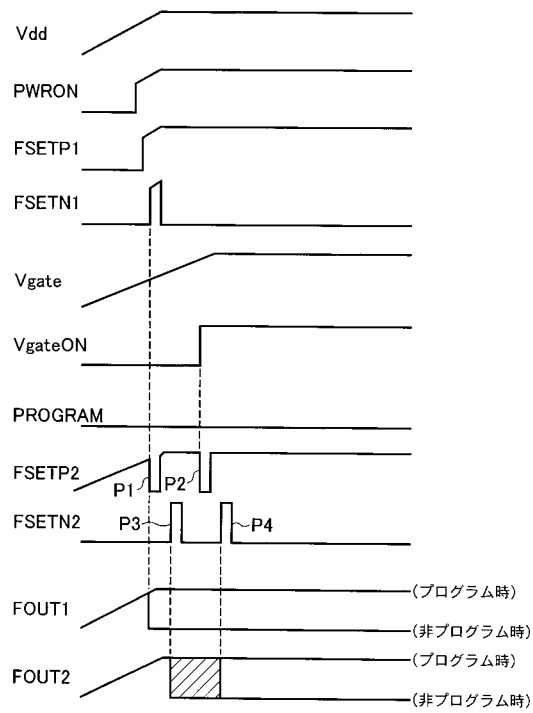 Vdd
PWRON
FSETP1
FSETN1
Vgate
VgateON
PROGRAM
FSETP2
P1
P2
FSETN2
P3
P4
FOUT1
(プログラム時)
(非プログラム時)
FOUT2
(プログラム時)
(非プログラム時)